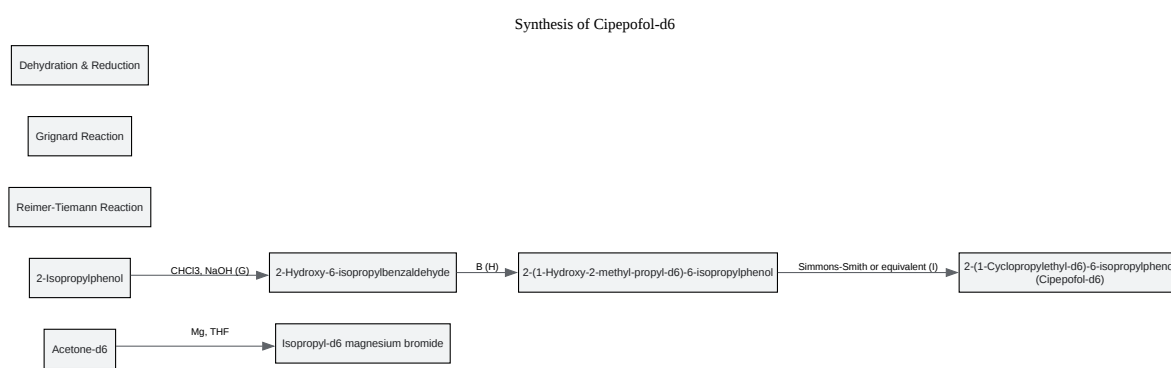 Synthesis of Cipepofol-d6
Dehydration & Reduction
Grignard Reaction
Reimer-Tiemann Reaction
2-Isopropylphenol
CHCl3, NaOH (G)
2-Hydroxy-6-isopropylbenzaldehyde
B (H)
2-(1-Hydroxy-2-methyl-propyl-d6)-6-isopropylphenol
Simmons-Smith or equivalent (I)
2-(1-Cyclopropylethyl-d6)-6-isopropylpheno
(Cipepofol-d6)
Acetone-d6
Mg, THF
Isopropyl-d6 magnesium bromide